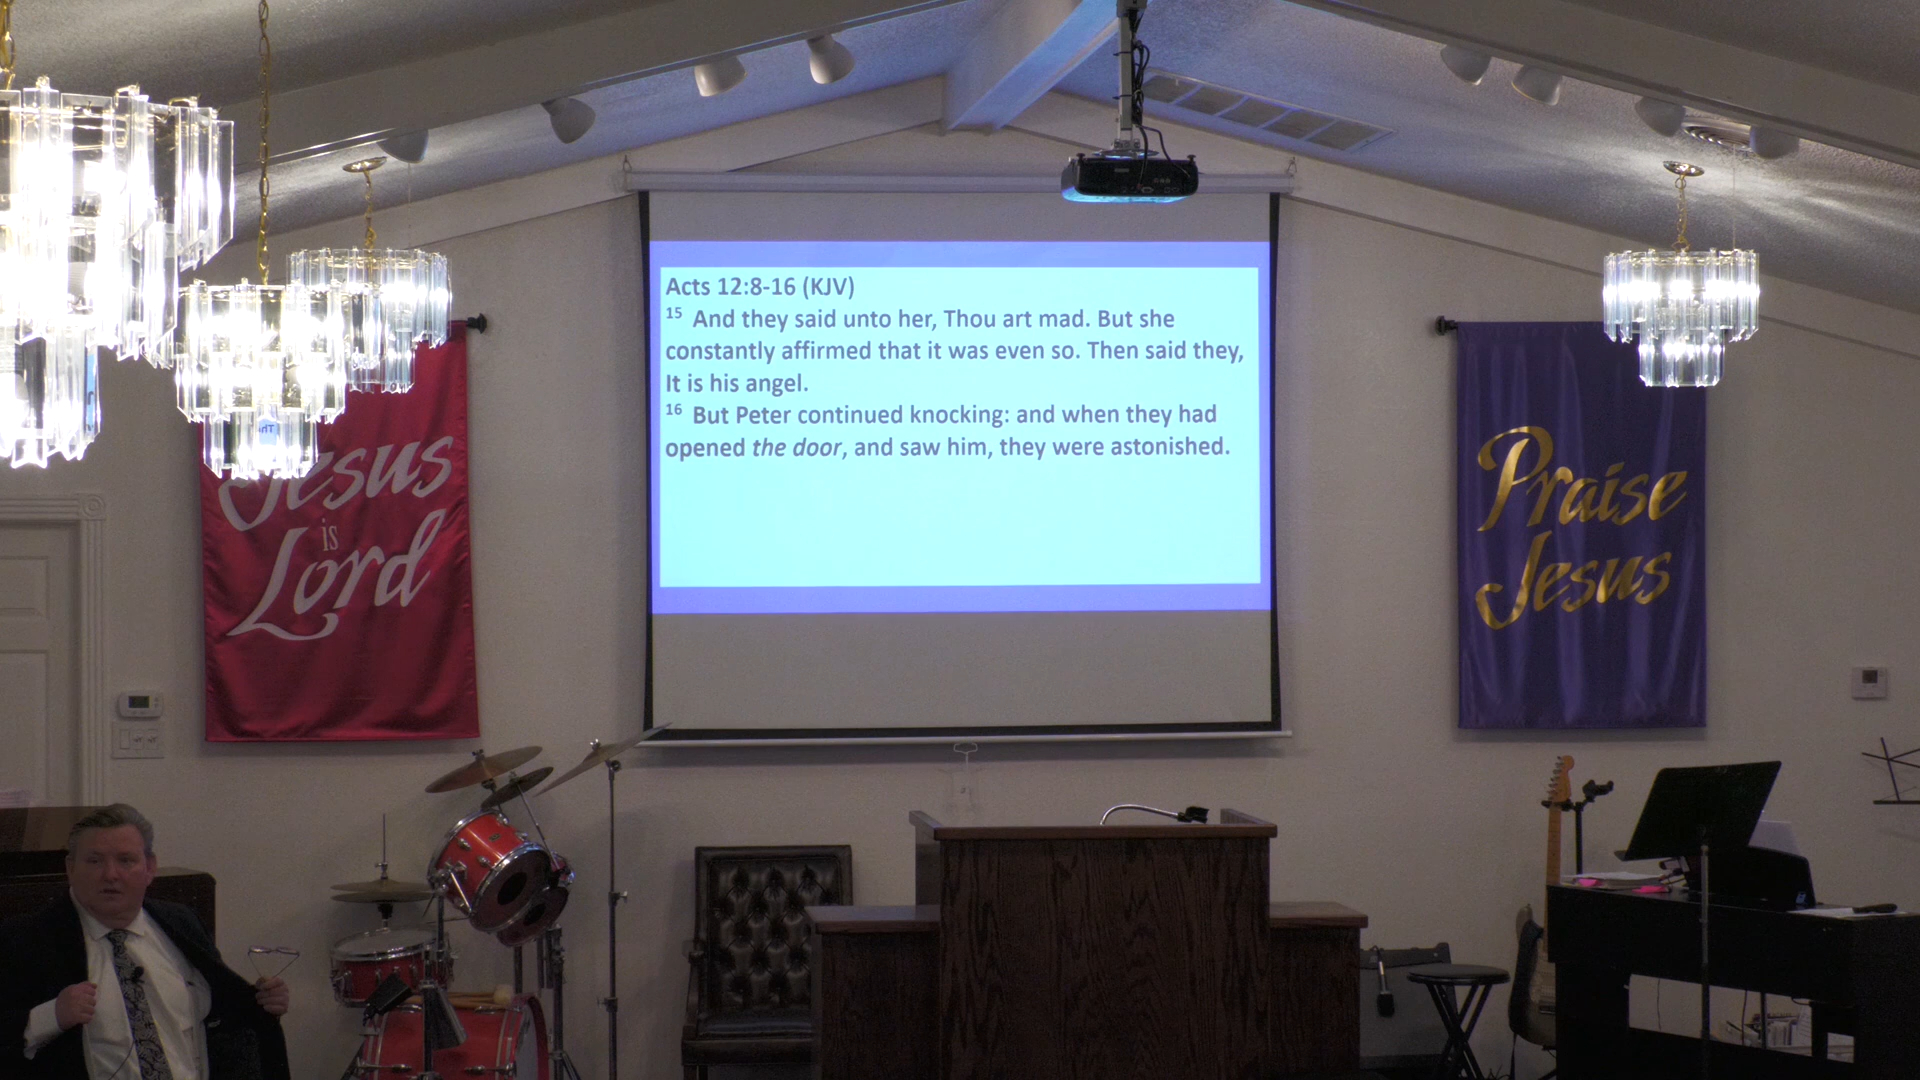 Acts 12:8-16 (KJV)
15 And they said unto her, Thou art mad. But she
constantly affirmed that it was even so. Then said they,
It is his angel.
16 But Peter continued knocking: and when they had
opened the door, and saw him, they were astonished.
Jesus
is
Lord
Praise
Jesus